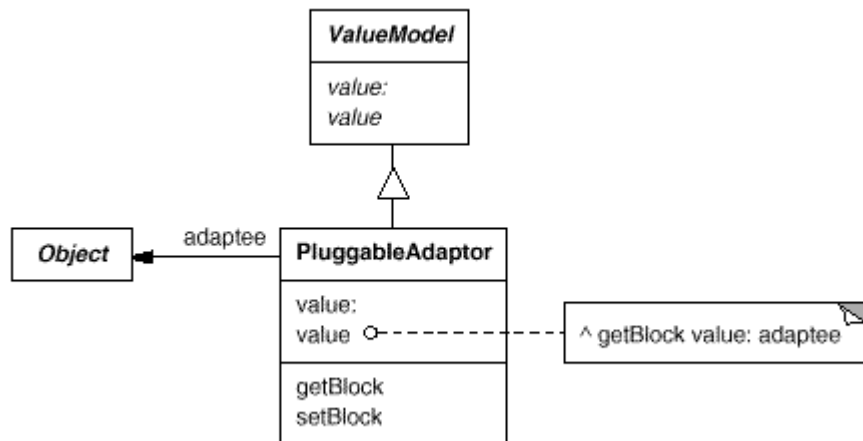 ValueModel
value:
value
Object
adaptee
PluggableAdaptor
value:
value
^ getBlock value: adaptee
getBlock
setBlock